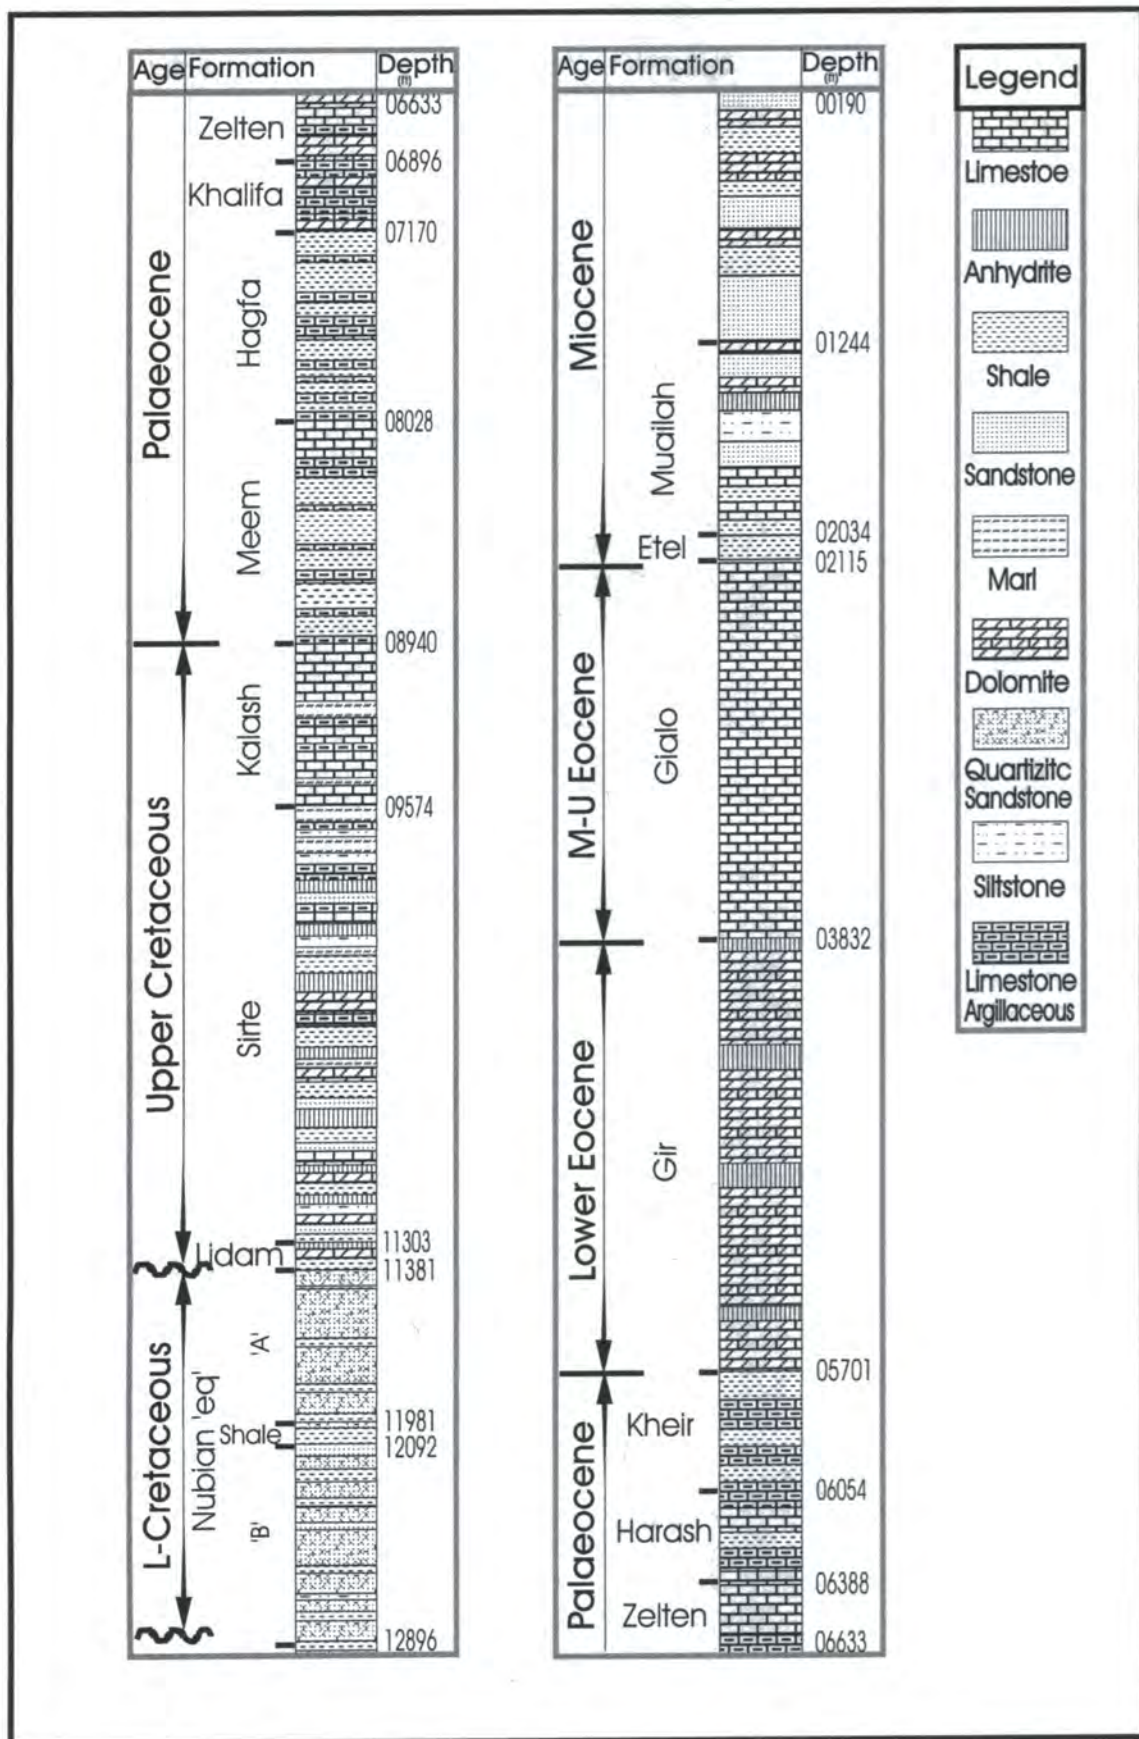 Age Formation Depth
(ft)
06633
Zelten
06896
Khalifa
07170
Palaeocene
Hagfa
08028
Meem
08940
Kalash
09574
Upper Cretaceous
Sirte
11303
Lidam
11381
L-Cretaceous
Nubian 'eq'
'A'
11981
Shale
12092
'B'
12896
Age Formation Depth
(ft)
00190
Miocene
01244
Muailah
02034
Etel
02115
M-U Eocene
Gialo
03832
Lower Eocene
Gir
05701
Palaeocene
Kheir
06054
Harash
06388
Zelten
06633
Legend
Limestoe
Anhydrite
Shale
Sandstone
Marl
Dolomite
Quartizitc
Sandstone
Siltstone
Limestone
Argillaceous